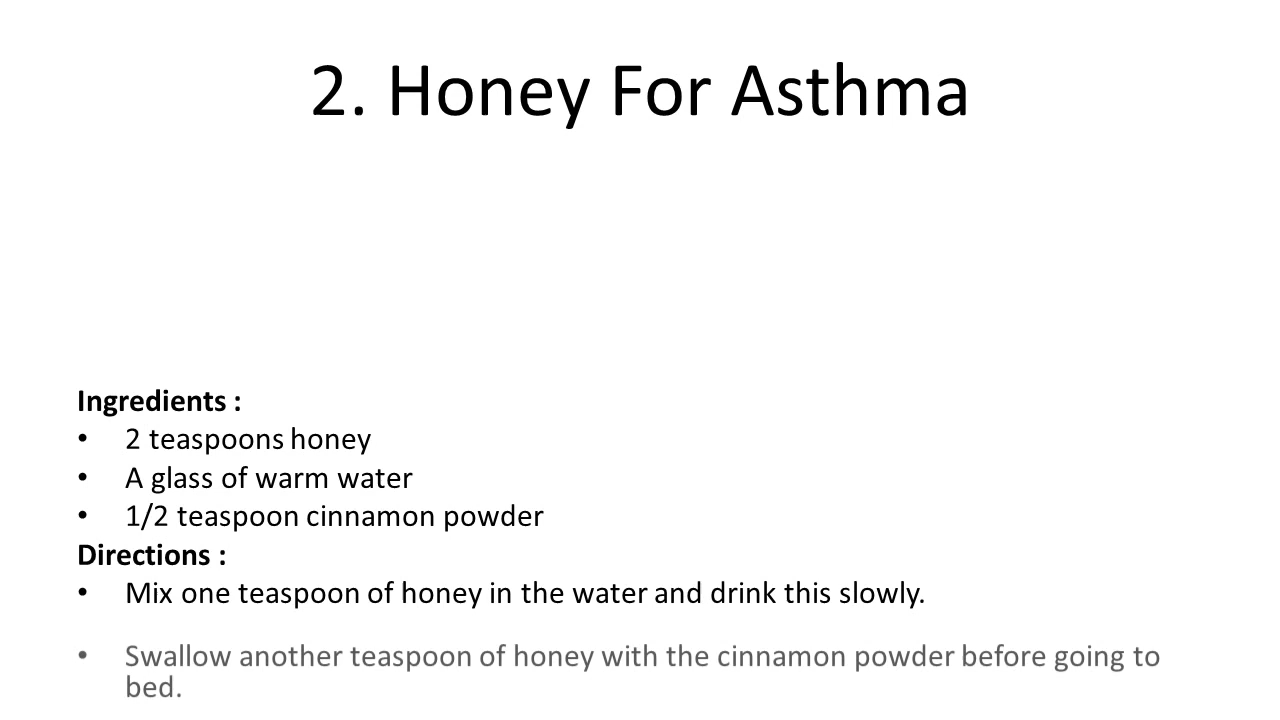 2. Honey For Asthma
Ingredients :
• 2 teaspoons honey
• A glass of warm water
• 1/2 teaspoon cinnamon powder
Directions :
• Mix one teaspoon of honey in the water and drink this slowly.
• Swallow another teaspoon of honey with the cinnamon powder before going to
bed.